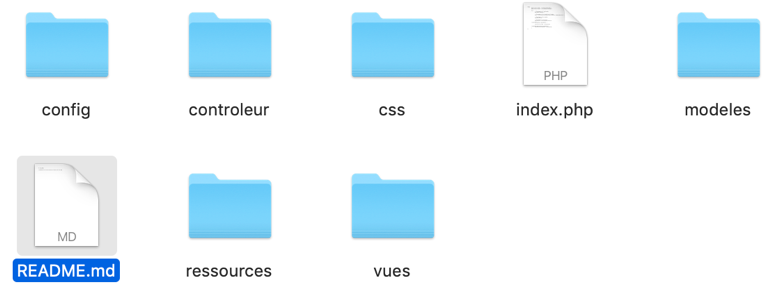 PHP
config
controleur
css
index.php
modeles
MD
README.md
ressources
vues